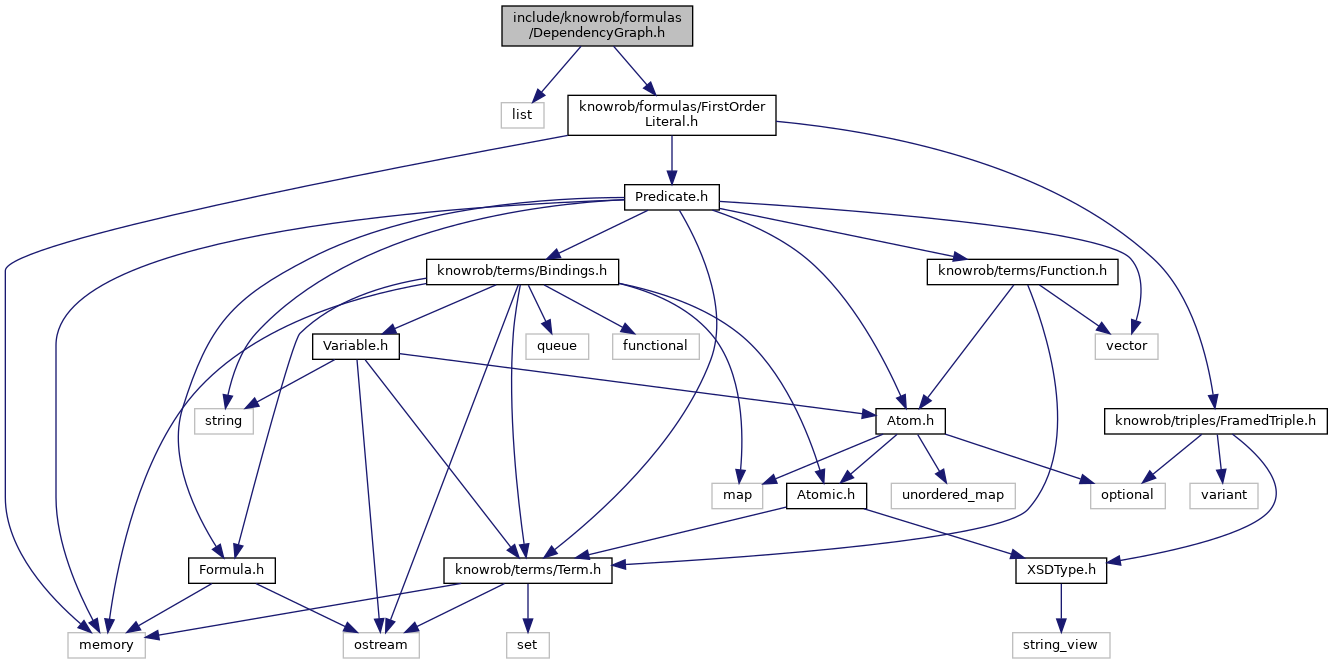 include/knowrob/formulas
/DependencyGraph.h
list
knowrob/formulas/FirstOrder
Literal.h
Predicate.h
knowrob/terms/Bindings.h
knowrob/terms/Function.h
Variable.h
queue
functional
vector
string
Atom.h
knowrob/triples/FramedTriple.h
map
Atomic.h
unordered_map
optional
variant
Formula.h
knowrob/terms/Term.h
XSDType.h
memory
ostream
set
string_view